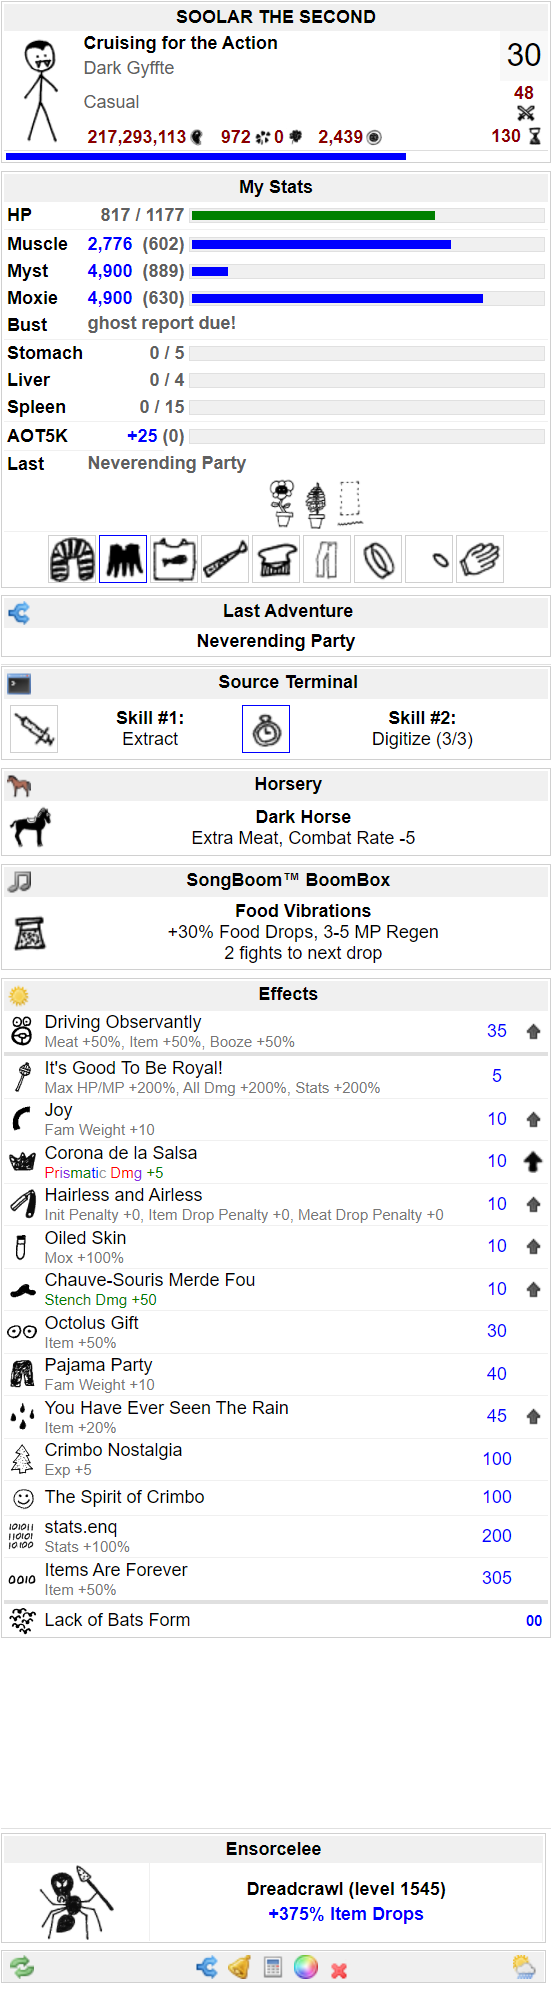 SOOLAR THE SECOND
Cruising for the Action
30
Dark Gyffte
48
Casual
217,293,113 972 0 2,439 130
My Stats
HP 817 / 1177
Muscle 2,776 (602)
Myst 4,900 (889)
Moxie 4,900 (630)
Bust ghost report due!
Stomach 0 / 5
Liver 0 / 4
Spleen 0 / 15
AOT5K +25 (0)
Last Neverending Party
Last Adventure
Neverending Party
Source Terminal
Skill #1: Skill #2:
Extract Digitize (3/3)
Horsery
Dark Horse
Extra Meat, Combat Rate -5
SongBoom™ BoomBox
Food Vibrations
+30% Food Drops, 3-5 MP Regen
2 fights to next drop
Effects
Driving Observantly 35
Meat +50%, Item +50%, Booze +50%
It's Good To Be Royal! 5
Max HP/MP +200%, All Dmg +200%, Stats +200%
Joy 10
Fam Weight +10
Corona de la Salsa 10
Prismatic Dmg +5
Hairless and Airless 10
Init Penalty +0, Item Drop Penalty +0, Meat Drop Penalty +0
Oiled Skin 10
Mox +100%
Chauve-Souris Merde Fou 10
Stench Dmg +50
Octolus Gift 30
Item +50%
Pajama Party 40
Fam Weight +10
You Have Ever Seen The Rain 45
Item +20%
Crimbo Nostalgia 100
Exp +5
The Spirit of Crimbo 100
101011
110101
10100
stats.enq 200
Stats +100%
0010
Items Are Forever 305
Item +50%
Lack of Bats Form 00
Ensorcelee
Dreadcrawl (level 1545)
+375% Item Drops